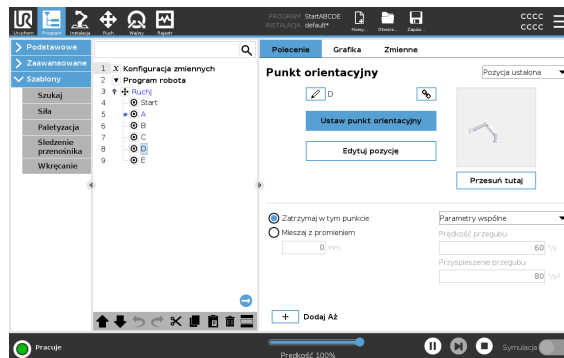 Uruchom
Program
Instalacja
Ruch
We/wy
Rejestr
PROGRAM StartABCDE
INSTALACJA default*
Nowy...
Otwórz...
Zapisz...
CCCC
CCCC
Podstawowe
Zaawansowane
Szablony
Szukaj
Siła
Paletyzacja
Śledzenie przenośnika
Wkręcanie
1 X Konfiguracja zmiennych
2 Program robota
3 RuchJ
4 Start
5 A
6 B
7 C
8 D
9 E
Polecenie Grafika Zmienne
Punkt orientacyjny
Pozycja ustalona
D
Ustaw punkt orientacyjny
Edytuj pozycję
Przesuń tutaj
Zatrzymaj w tym punkcie
Mieszaj z promieniem
0 mm
Parametry wspólne
Prędkość przegubu
60 °/s
Przyspieszenie przegubu
80 °/s²
+ Dodaj Aż
Pracuje
Prędkość 100%
Symulacja